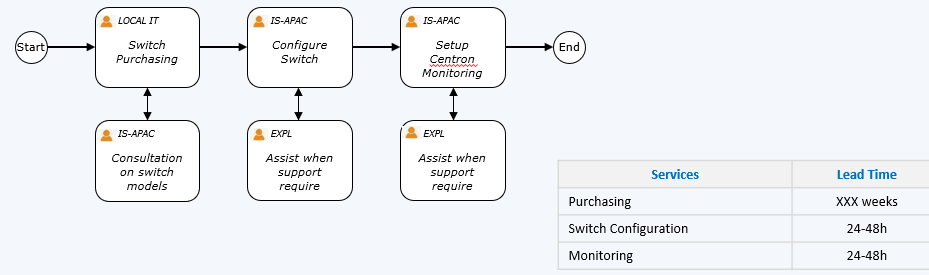 Start
LOCAL IT
Switch
Purchasing
IS-APAC
Configure
Switch
IS-APAC
Setup
Centron
Monitoring
End
IS-APAC
Consultation
on switch
models
EXPL
Assist when
support
require
EXPL
Assist when
support
require
Services Lead Time
Purchasing XXX weeks
Switch Configuration 24-48h
Monitoring 24-48h